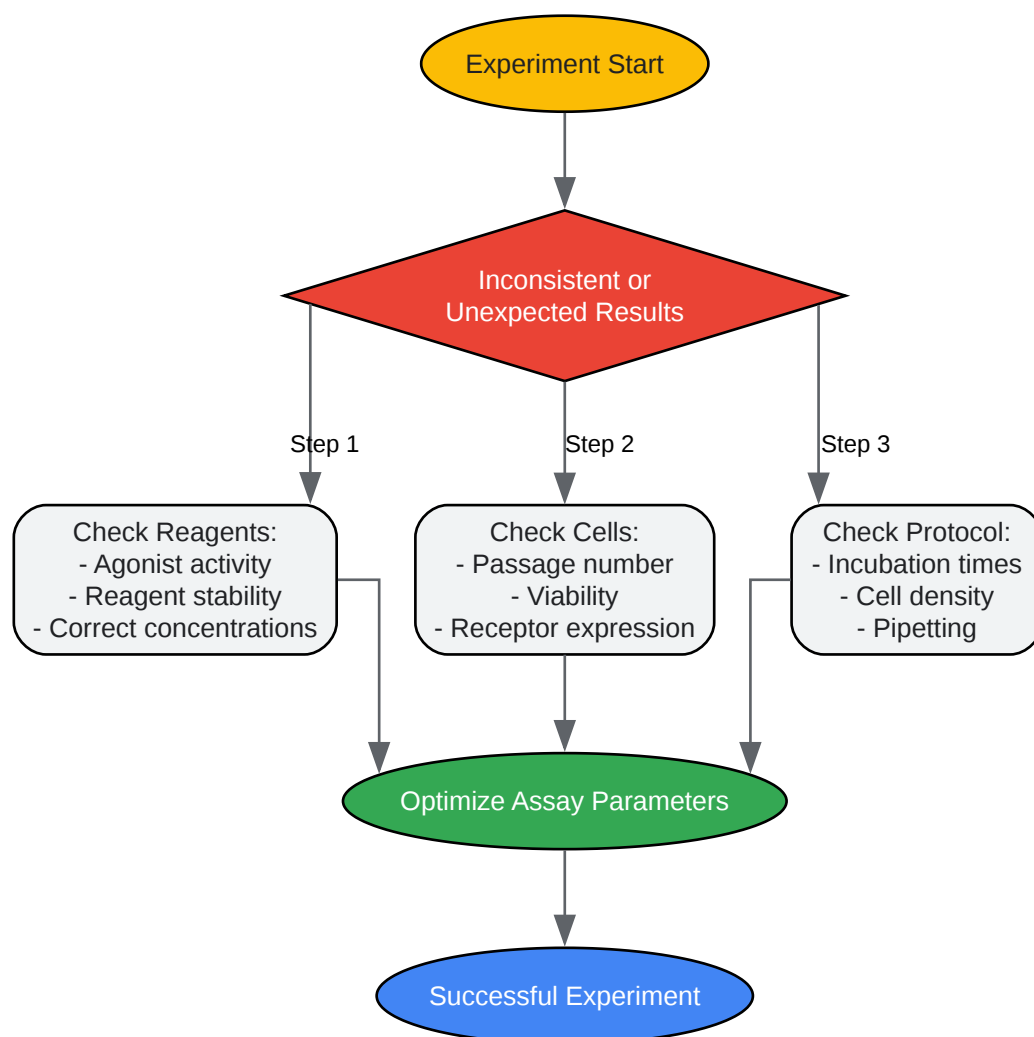 Experiment Start
Inconsistent or
Unexpected Results
Step 1
Step 2
Step 3
Check Reagents:
- Agonist activity
- Reagent stability
- Correct concentrations
Check Cells:
- Passage number
- Viability
- Receptor expression
Check Protocol:
- Incubation times
- Cell density
- Pipetting
Optimize Assay Parameters
Successful Experiment